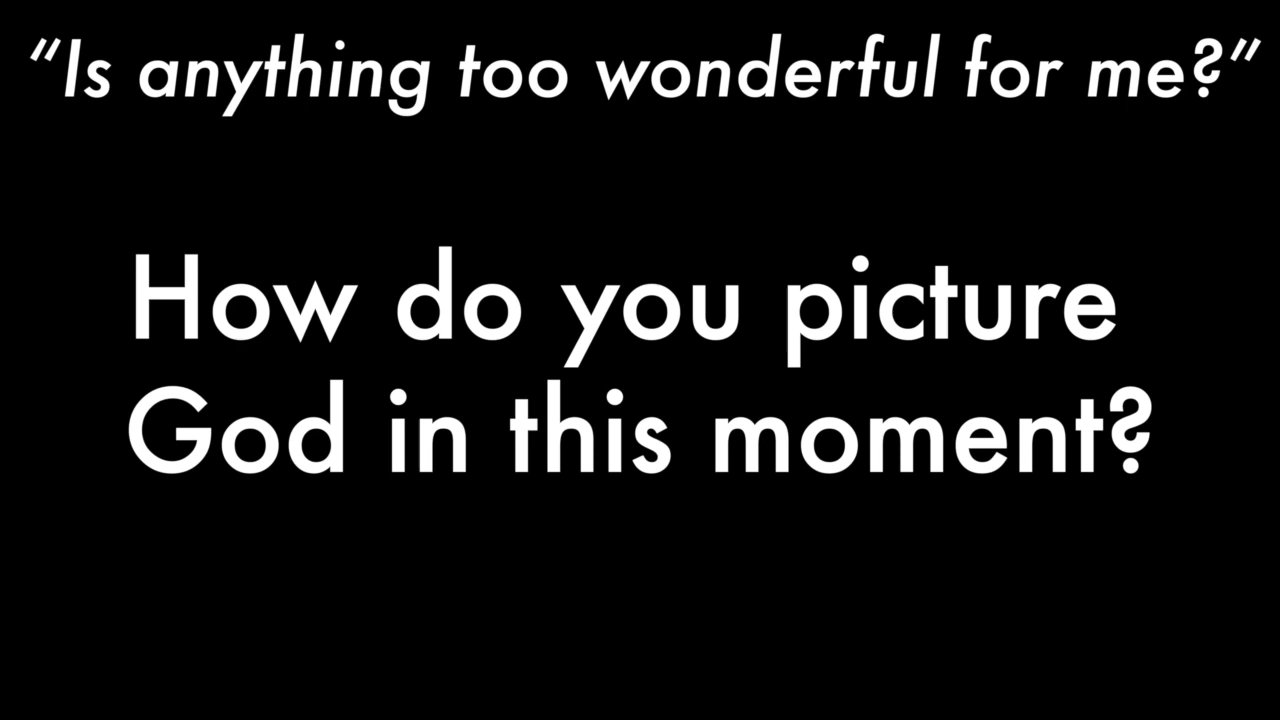 “Is anything too wonderful for me?”
How do you picture
God in this moment?